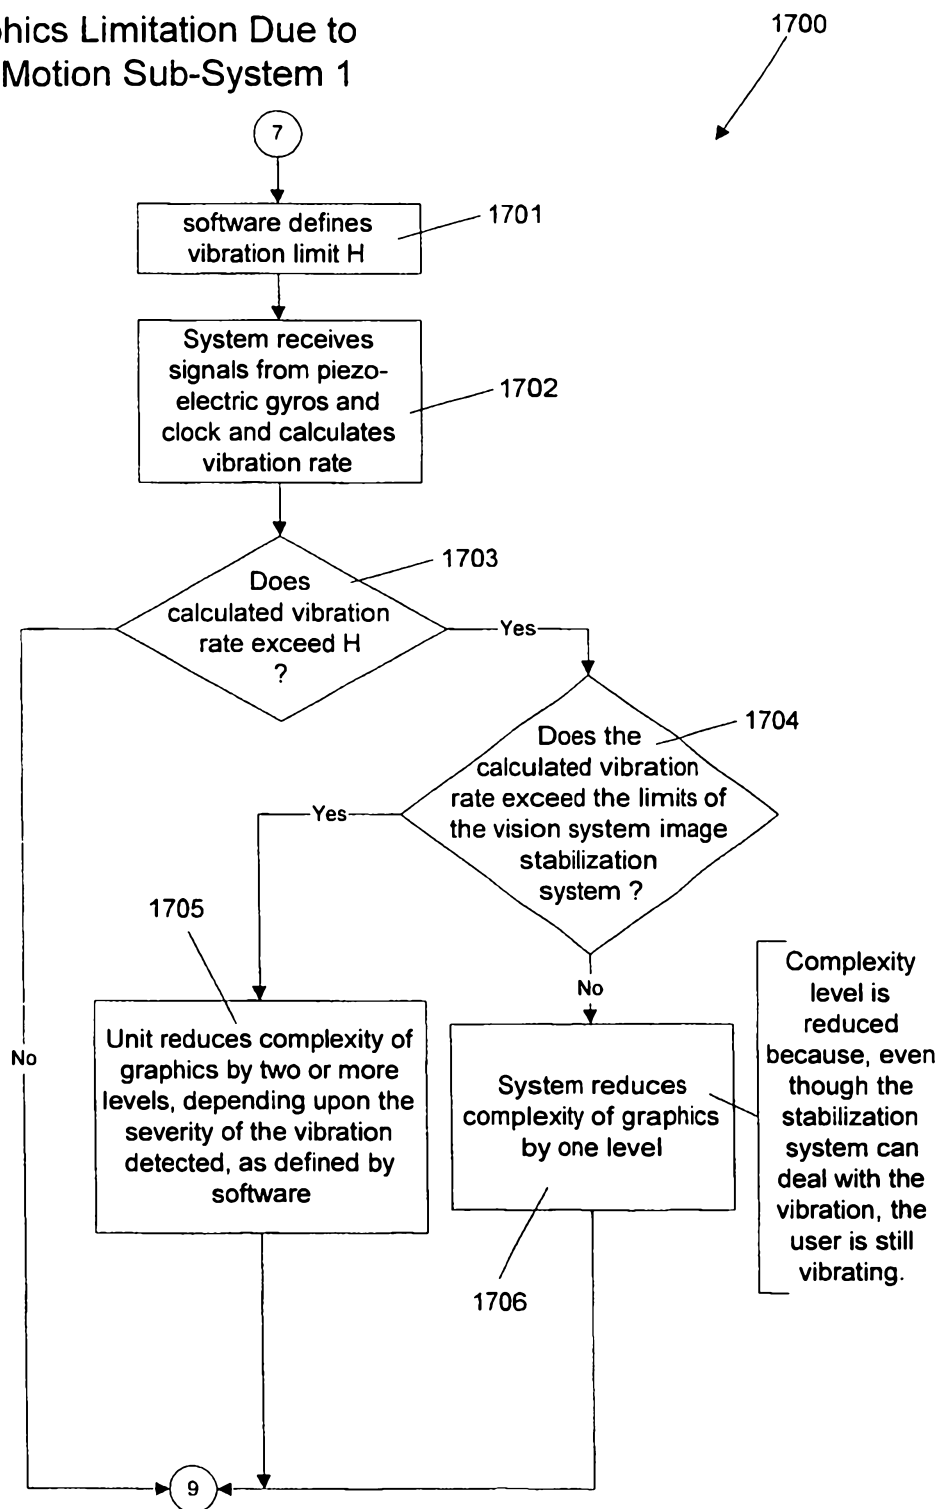 hics Limitation Due to
Motion Sub-System 1
1700
7
software defines
vibration limit H
1701
System receives
signals from piezo-
electric gyros and
clock and calculates
vibration rate
1702
Does
calculated vibration
rate exceed H
?
1703
Yes
Does the
calculated vibration
rate exceed the limits of
the vision system image
stabilization
system ?
1704
Yes
No
No
1705
Unit reduces complexity of
graphics by two or more
levels, depending upon the
severity of the vibration
detected, as defined by
software
System reduces
complexity of graphics
by one level
1706
Complexity
level is
reduced
because, even
though the
stabilization
system can
deal with the
vibration, the
user is still
vibrating.
9